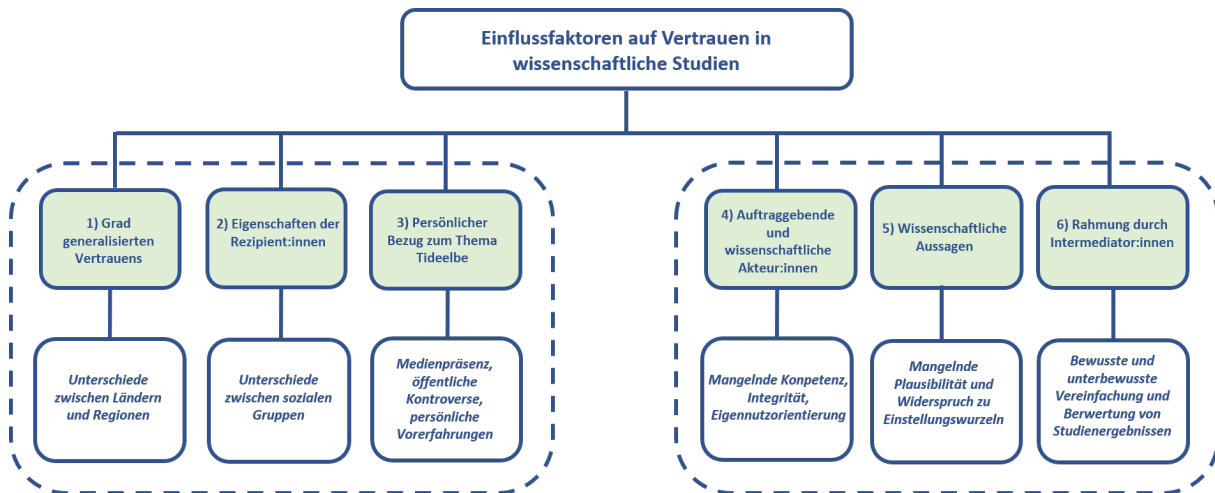 Einflussfaktoren auf Vertrauen in
wissenschaftliche Studien
1) Grad
generalisierten
Vertrauens
2) Eigenschaften der
Rezipient:innen
3) Persönlicher
Bezug zum Thema
Tideelbe
4) Auftraggebende
und
wissenschaftliche
Akteur:innen
5) Wissenschaftliche
Aussagen
6) Rahmung durch
Intermediator:innen
Unterschiede
zwischen Ländern
und Regionen
Unterschiede
zwischen sozialen
Gruppen
Medienpräsenz,
öffentliche
Kontroverse,
persönliche
Vorerfahrungen
Mangelnde Konpetenz,
Integrität,
Eigennutzorientierung
Mangelnde
Plausibilität und
Widerspruch zu
Einstellungswurzeln
Bewusste und
unterbewusste
Vereinfachung und
Berwertung von
Studienergebnissen